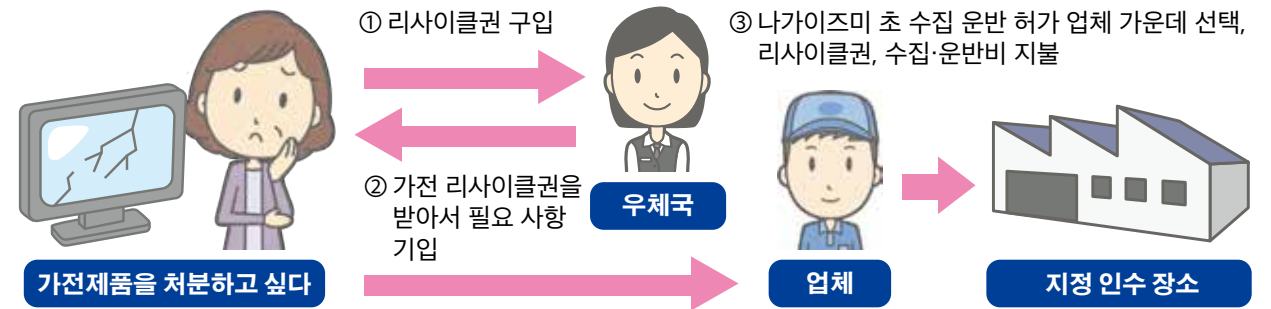 ① 리사이클권 구입
② 가전 리사이클권을
받아서 필요 사항
기입
③ 나가이즈미 초 수집 운반 허가 업체 가운데 선택,
리사이클권, 수집·운반비 지불
우체국
가전제품을 처분하고 싶다
업체
지정 인수 장소